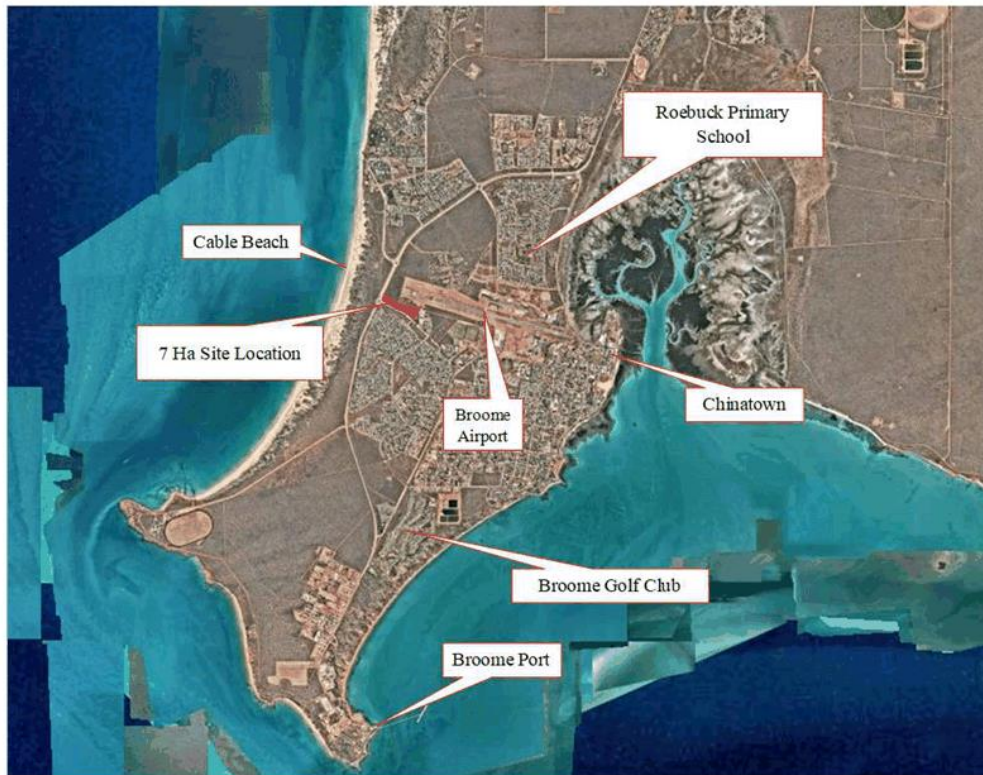 Roebuck Primary
School
Cable Beach
7 Ha Site Location
Broome
Airport
Chinatown
Broome Golf Club
Broome Port